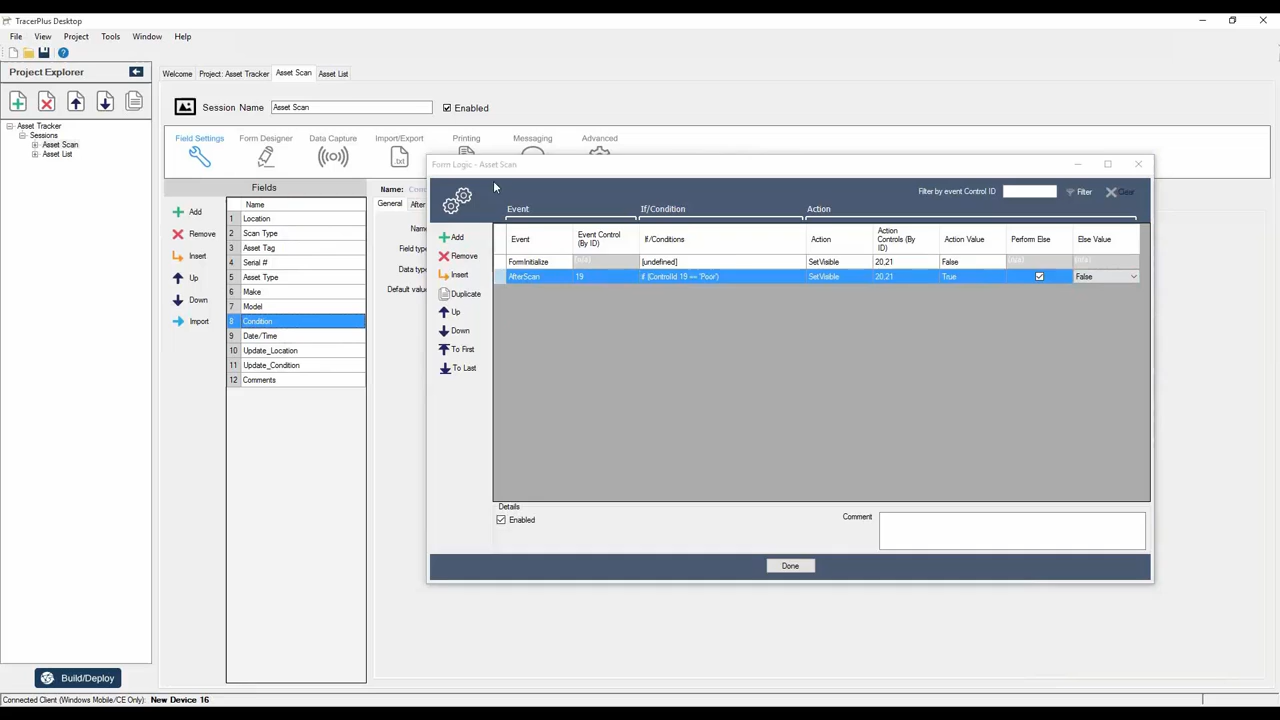 TracerPlus Desktop
File View Project Tools Window Help
Project Explorer
Asset Tracker
Sessions
Asset Scan
Asset List
Build/Deploy
Connected Client (Windows Mobile/CE Only): New Device 16
Welcome Project: Asset Tracker Asset Scan Asset List
Session Name Asset Scan Enabled
Field Settings Form Designer Data Capture Import/Export Printing Messaging Advanced
.txt
Fields
Add
Remove
Insert
Up
Down
Import
Name
1 Location
2 Scan Type
3 Asset Tag
4 Serial #
5 Asset Type
6 Make
7 Model
8 Condition
9 Date/Time
10 Update_Location
11 Update_Condition
12 Comments
Name:
General
Form Logic - Asset Scan
Filter by event Control ID Filter Clear
Event If/Condition Action
Add
Remove
Insert
Duplicate
Up
Down
To First
To Last
Event Event Control (By ID) If/Conditions Action Action Controls (By ID) Action Value Perform Else Else Value
FormInitialize (n/a) [undefined] SetVisible 20,21 False (n/a) (n/a)
AfterScan 19 if (ControlId 19 == 'Poor') SetVisible 20,21 True False
Details
Enabled
Comment
Done